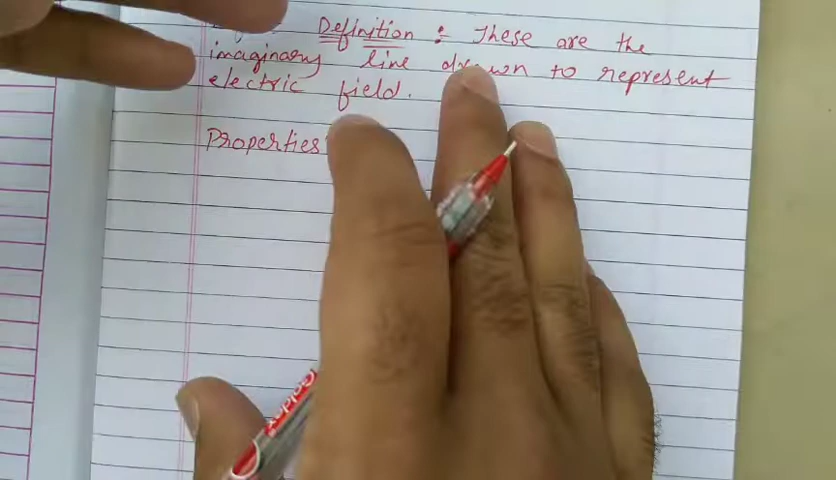 Definition :- These are the
imaginary line drawn to represent
electric field.
Properties